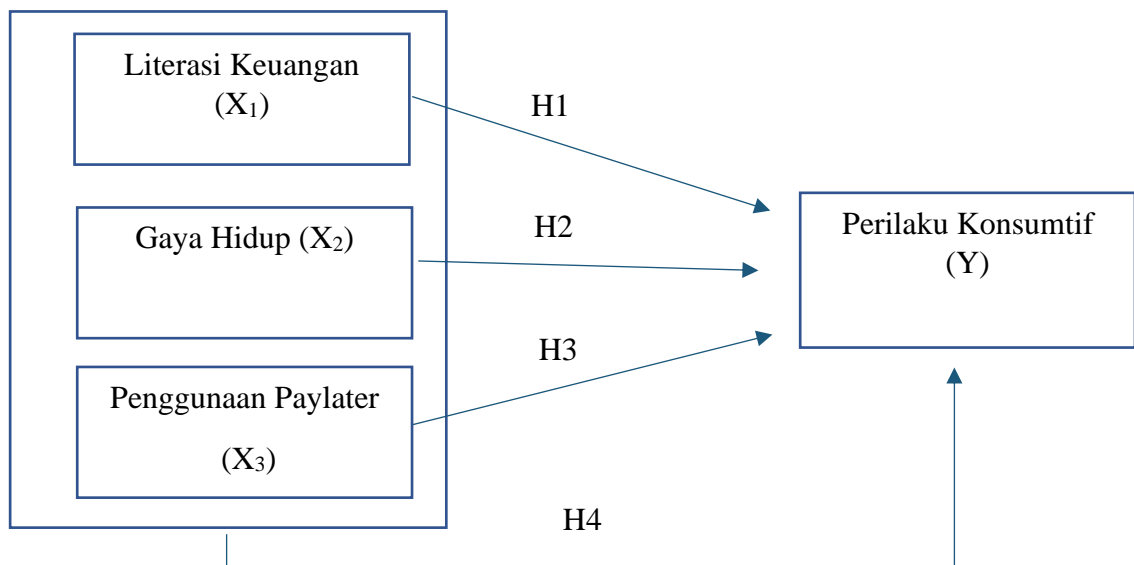 Literasi Keuangan
(X₁)
H1
Gaya Hidup (X₂)
H2
Perilaku Konsumtif
(Y)
H3
Penggunaan Paylater
(X₃)
H4